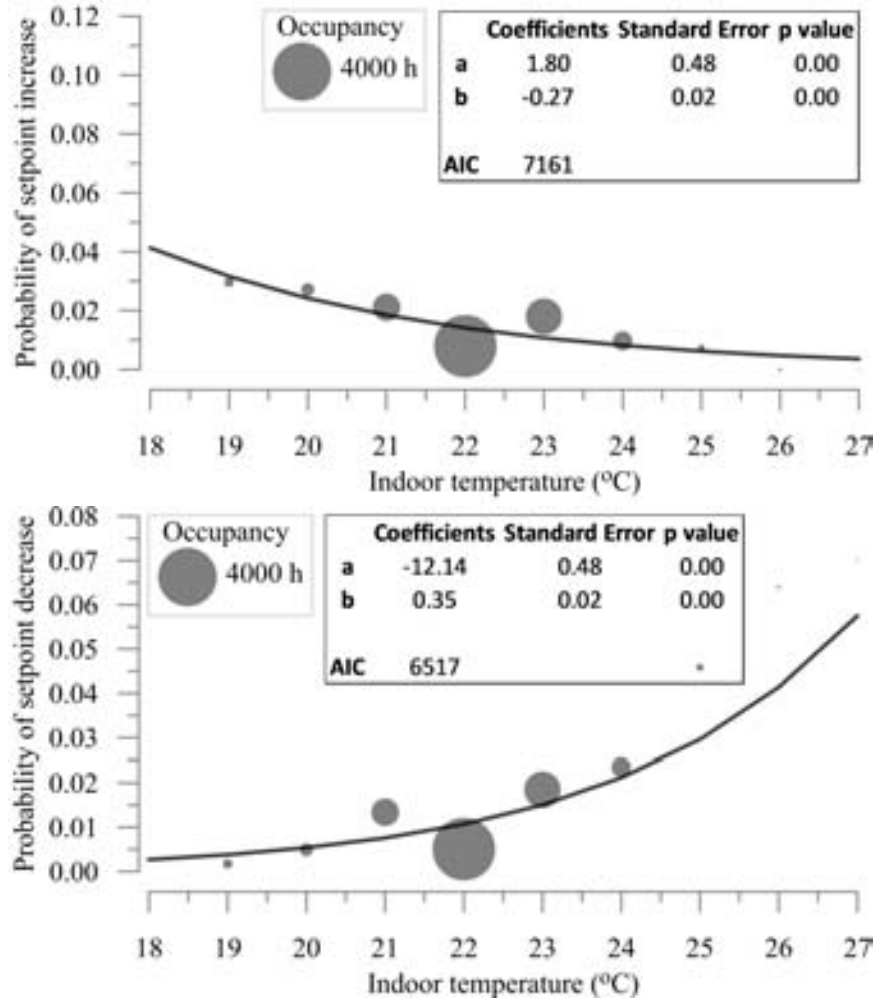 Probability of setpoint increase
0.12
0.10
0.08
0.06
0.04
0.02
0.00
Occupancy
4000 h
Coefficients Standard Error p value
a 1.80 0.48 0.00
b -0.27 0.02 0.00
AIC 7161
18 19 20 21 22 23 24 25 26 27
Indoor temperature (°C)
Probability of setpoint decrease
0.08
0.07
0.06
0.05
0.04
0.03
0.02
0.01
0.00
Occupancy
4000 h
Coefficients Standard Error p value
a -12.14 0.48 0.00
b 0.35 0.02 0.00
AIC 6517
18 19 20 21 22 23 24 25 26 27
Indoor temperature (°C)